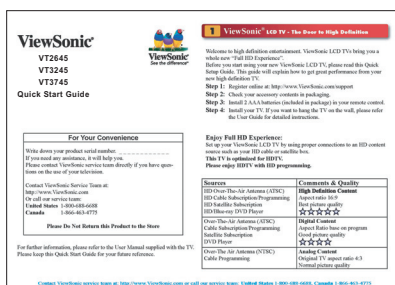 ViewSonic®
VT2645
VT3245
VT3745
Quick Start Guide
ViewSonic®
See the difference™
For Your Convenience
Write down your product serial number: _ _ _ _ _ _ _ _ _ _ _ _ _
If you need any assistance, it will help you.
Please contact ViewSonic service team directly if you have ques-
tions on the use of your television.
Contact ViewSonic Service Team at:
http://www.ViewSonic.com
Or call our service team:
United States 1-800-688-6688
Canada 1-866-463-4775
Please Do Not Return this Product to the Store
For further information, please refer to the User Manual supplied with the TV.
Please keep this Quick Start Guide for your future reference.
1 ViewSonic® LCD TV - The Door to High Definition
Welcome to high definition entertainment. ViewSonic LCD TVs bring you a
whole new "Full HD Experience".
Before you start using your new ViewSonic LCD TV, please read this Quick
Setup Guide. This guide will explain how to get great performance from your
new high definition TV.
Step 1: Register online at: http://www.ViewSonic.com/support
Step 2: Check your accessory contents in packaging.
Step 3: Install 2 AAA batteries (included in package) in your remote control.
Step 4: Install your TV. If you want to hang the TV on the wall, please refer
the User Guide for detailed instructions.
Enjoy Full HD Experience:
Set up your ViewSonic LCD TV by using proper connections to an HD content
source such as your HD cable or satellite box.
This TV is optimized for HDTV.
Please enjoy HDTV with HD programming.
Sources Comments & Quality
HD Over-The-Air Antenna (ATSC) High Definition Content
HD Cable Subscription/Programming Aspect ratio 16:9
HD Satellite Subscription Best picture quality
HD/Blue-ray DVD Player ☆☆☆☆☆
Over-The-Air Antenna (ATSC) Digital Content
Cable Subscription/Programming Aspect Ratio base on program
Satellite Subscription Good picture quality
DVD Player ☆☆☆☆
Over-The-Air Antenna (NTSC) Analog Content
Cable Programming Original TV aspect ratio 4:3
Normal picture quality
Contact ViewSonic service team at: http://www.ViewSonic.com or call our service team: United States 1-800-688-6688, Canada 1-866-463-4775